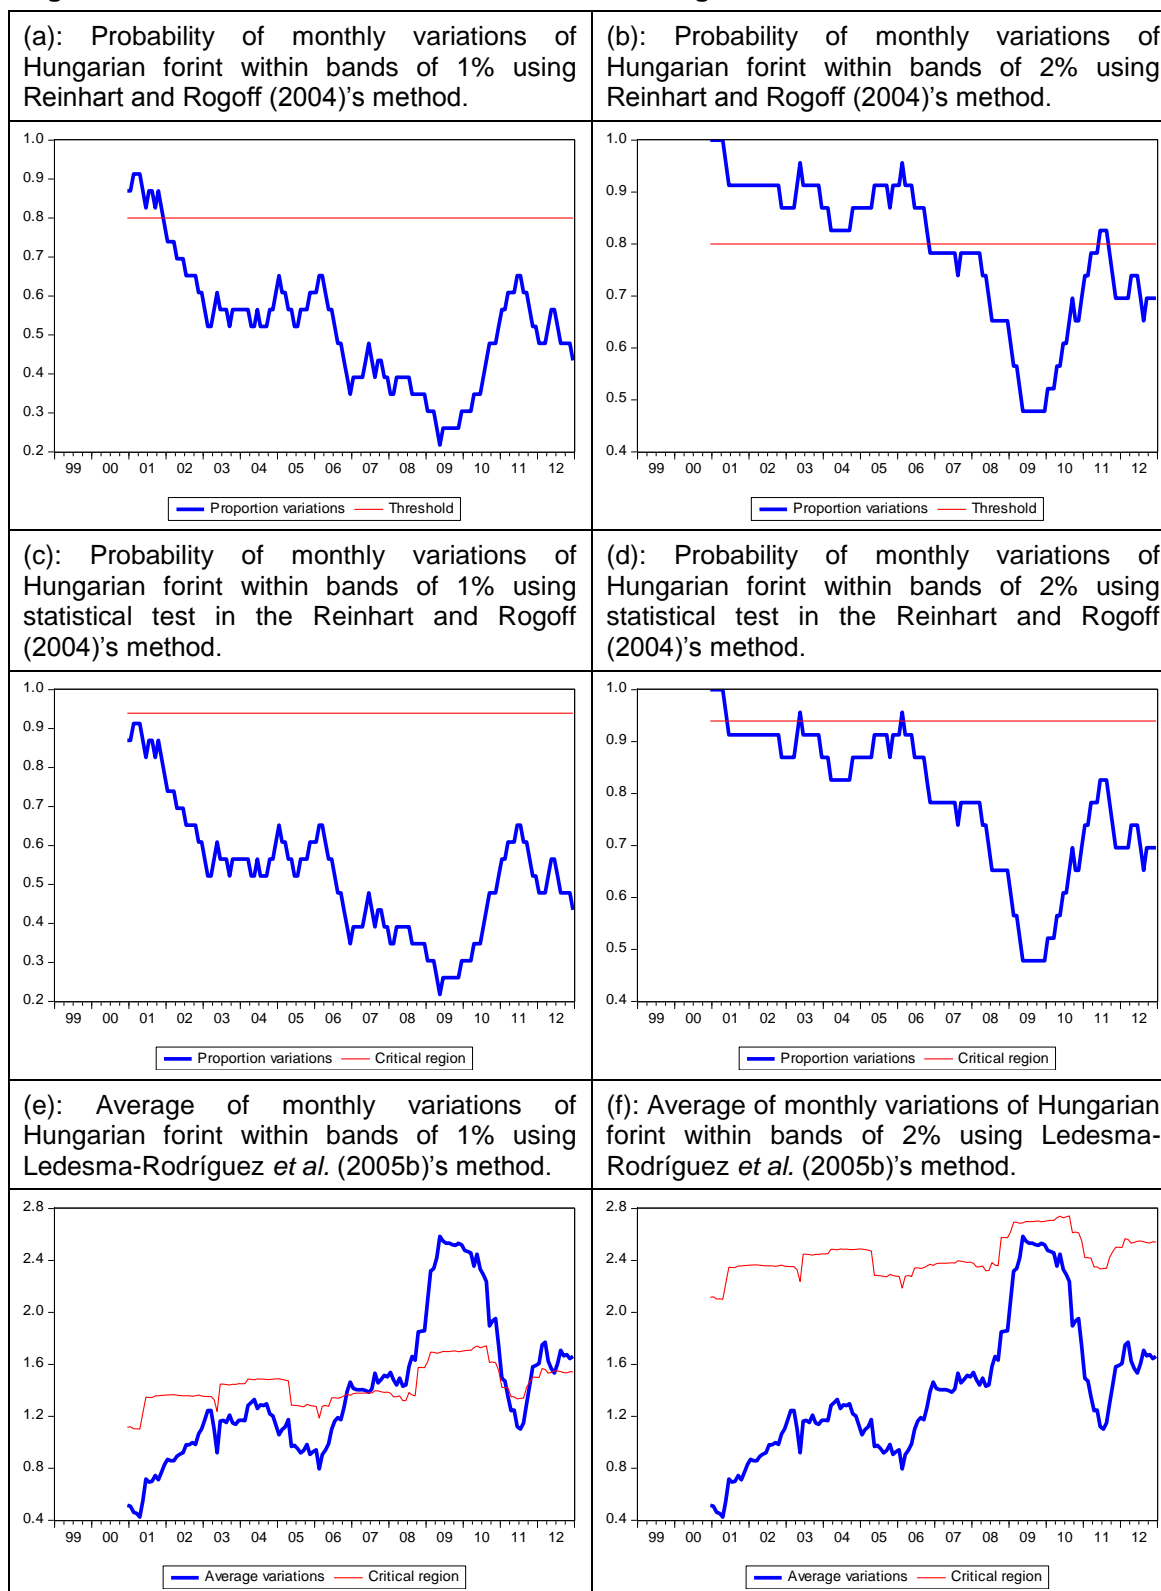 (a): Probability of monthly variations of
Hungarian forint within bands of 1% using
Reinhart and Rogoff (2004)'s method.
(b): Probability of monthly variations of
Hungarian forint within bands of 2% using
Reinhart and Rogoff (2004)'s method.
1.0
0.9
0.8
0.7
0.6
0.5
0.4
0.3
0.2
99 00 01 02 03 04 05 06 07 08 09 10 11 12
Proportion variations Threshold
1.0
0.9
0.8
0.7
0.6
0.5
0.4
99 00 01 02 03 04 05 06 07 08 09 10 11 12
Proportion variations Threshold
(c): Probability of monthly variations of
Hungarian forint within bands of 1% using
statistical test in the Reinhart and Rogoff
(2004)'s method.
(d): Probability of monthly variations of
Hungarian forint within bands of 2% using
statistical test in the Reinhart and Rogoff
(2004)'s method.
1.0
0.9
0.8
0.7
0.6
0.5
0.4
0.3
0.2
99 00 01 02 03 04 05 06 07 08 09 10 11 12
Proportion variations Critical region
1.0
0.9
0.8
0.7
0.6
0.5
0.4
99 00 01 02 03 04 05 06 07 08 09 10 11 12
Proportion variations Critical region
(e): Average of monthly variations of
Hungarian forint within bands of 1% using
Ledesma-Rodríguez et al. (2005b)'s method.
(f): Average of monthly variations of Hungarian
forint within bands of 2% using Ledesma-
Rodríguez et al. (2005b)'s method.
2.8
2.4
2.0
1.6
1.2
0.8
0.4
99 00 01 02 03 04 05 06 07 08 09 10 11 12
Average variations Critical region
2.8
2.4
2.0
1.6
1.2
0.8
0.4
99 00 01 02 03 04 05 06 07 08 09 10 11 12
Average variations Critical region